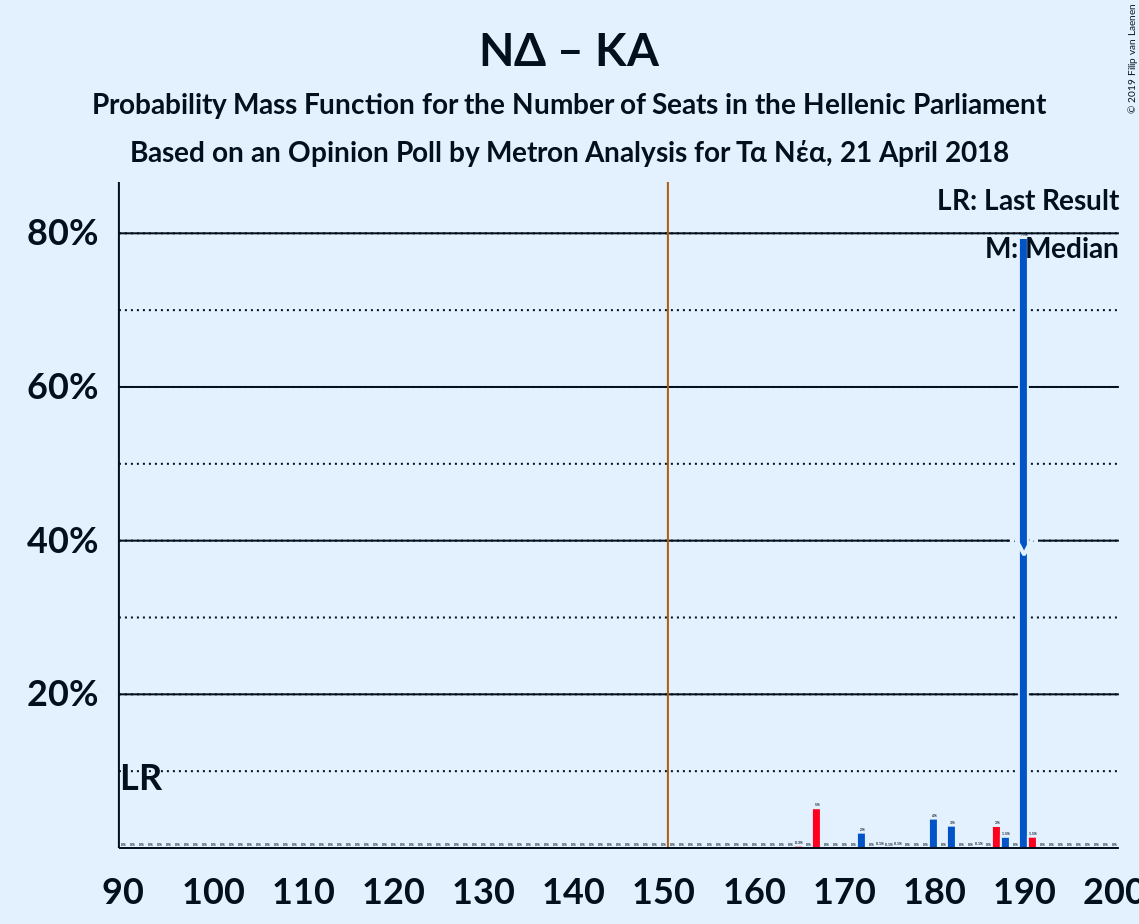 © 2019 Filip van Laenen
ΝΔ – ΚΑ
Probability Mass Function for the Number of Seats in the Hellenic Parliament
Based on an Opinion Poll by Metron Analysis for Τα Νέα, 21 April 2018
LR: Last Result
M: Median
80%
60%
40%
20%
LR
90 100 110 120 130 140 150 160 170 180 190 200